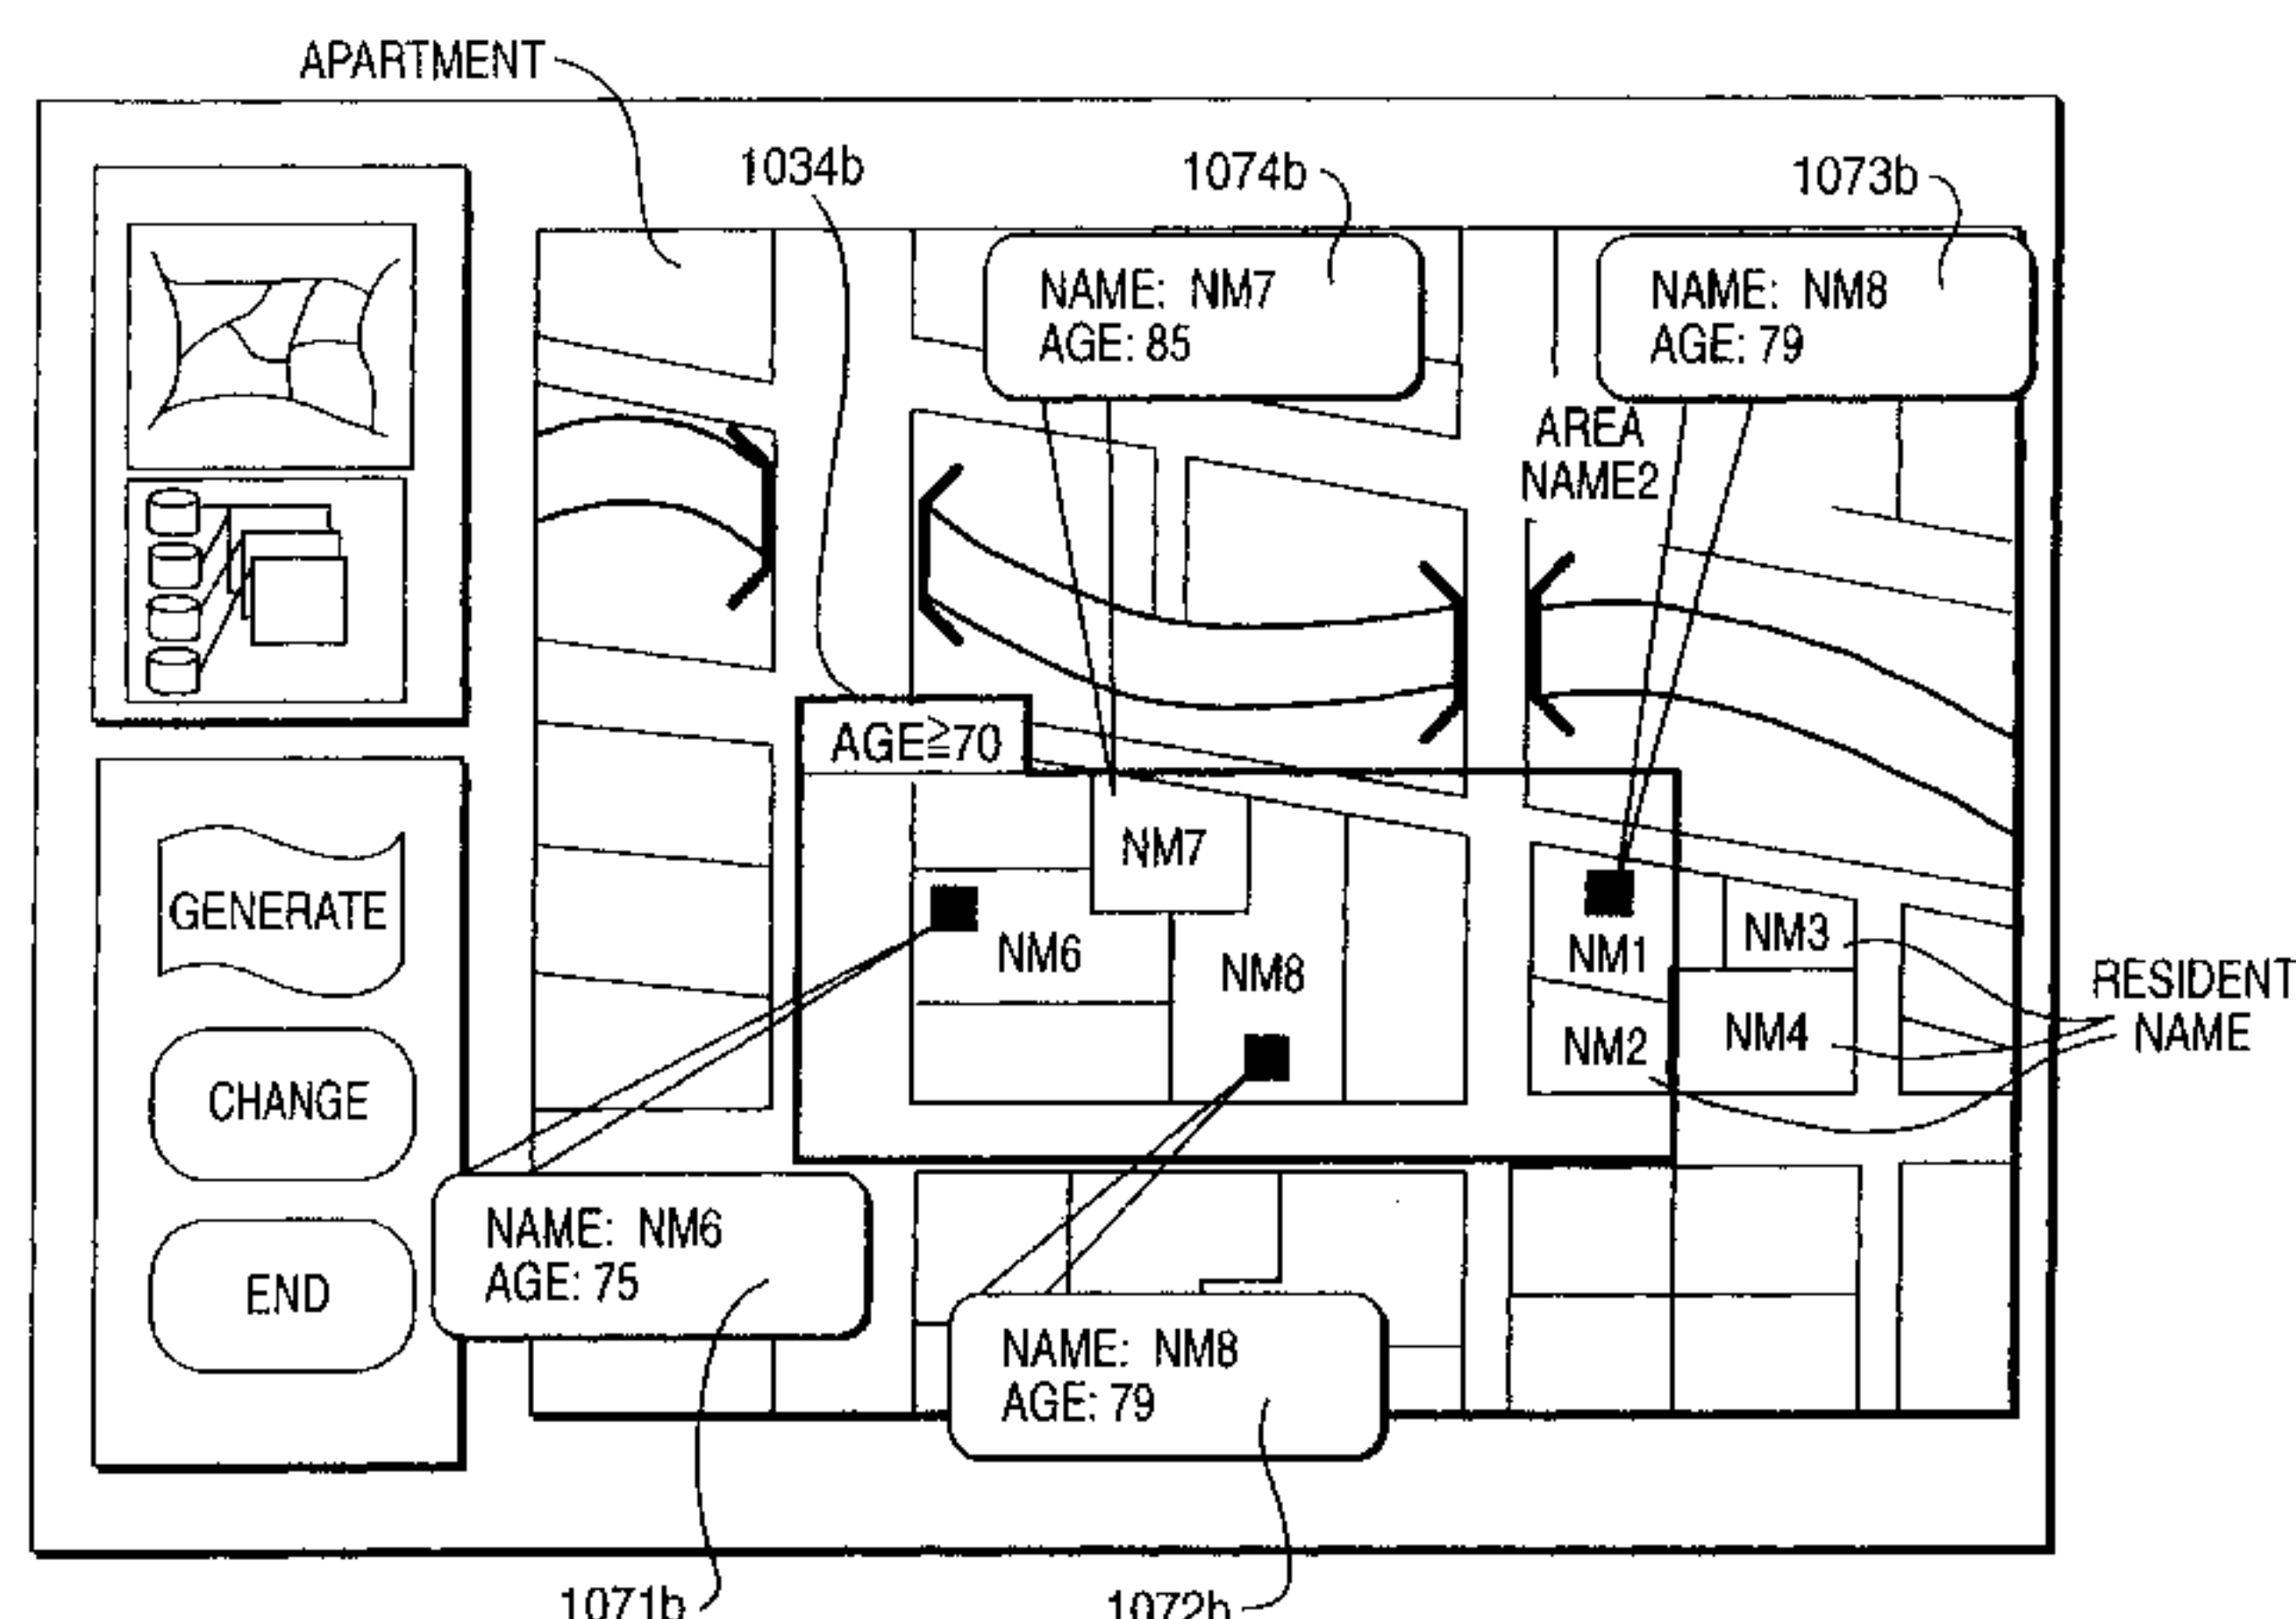 APARTMENT
1034b
1074b
1073b
NAME: NM7
AGE: 85
NAME: NM8
AGE: 79
AREA
NAME2
AGE≧70
NM7
GENERATE
NM6
NM8
NM1
NM3
RESIDENT
NAME
NM2
NM4
CHANGE
NAME: NM6
AGE: 75
END
NAME: NM8
AGE: 79
1071b
1072b